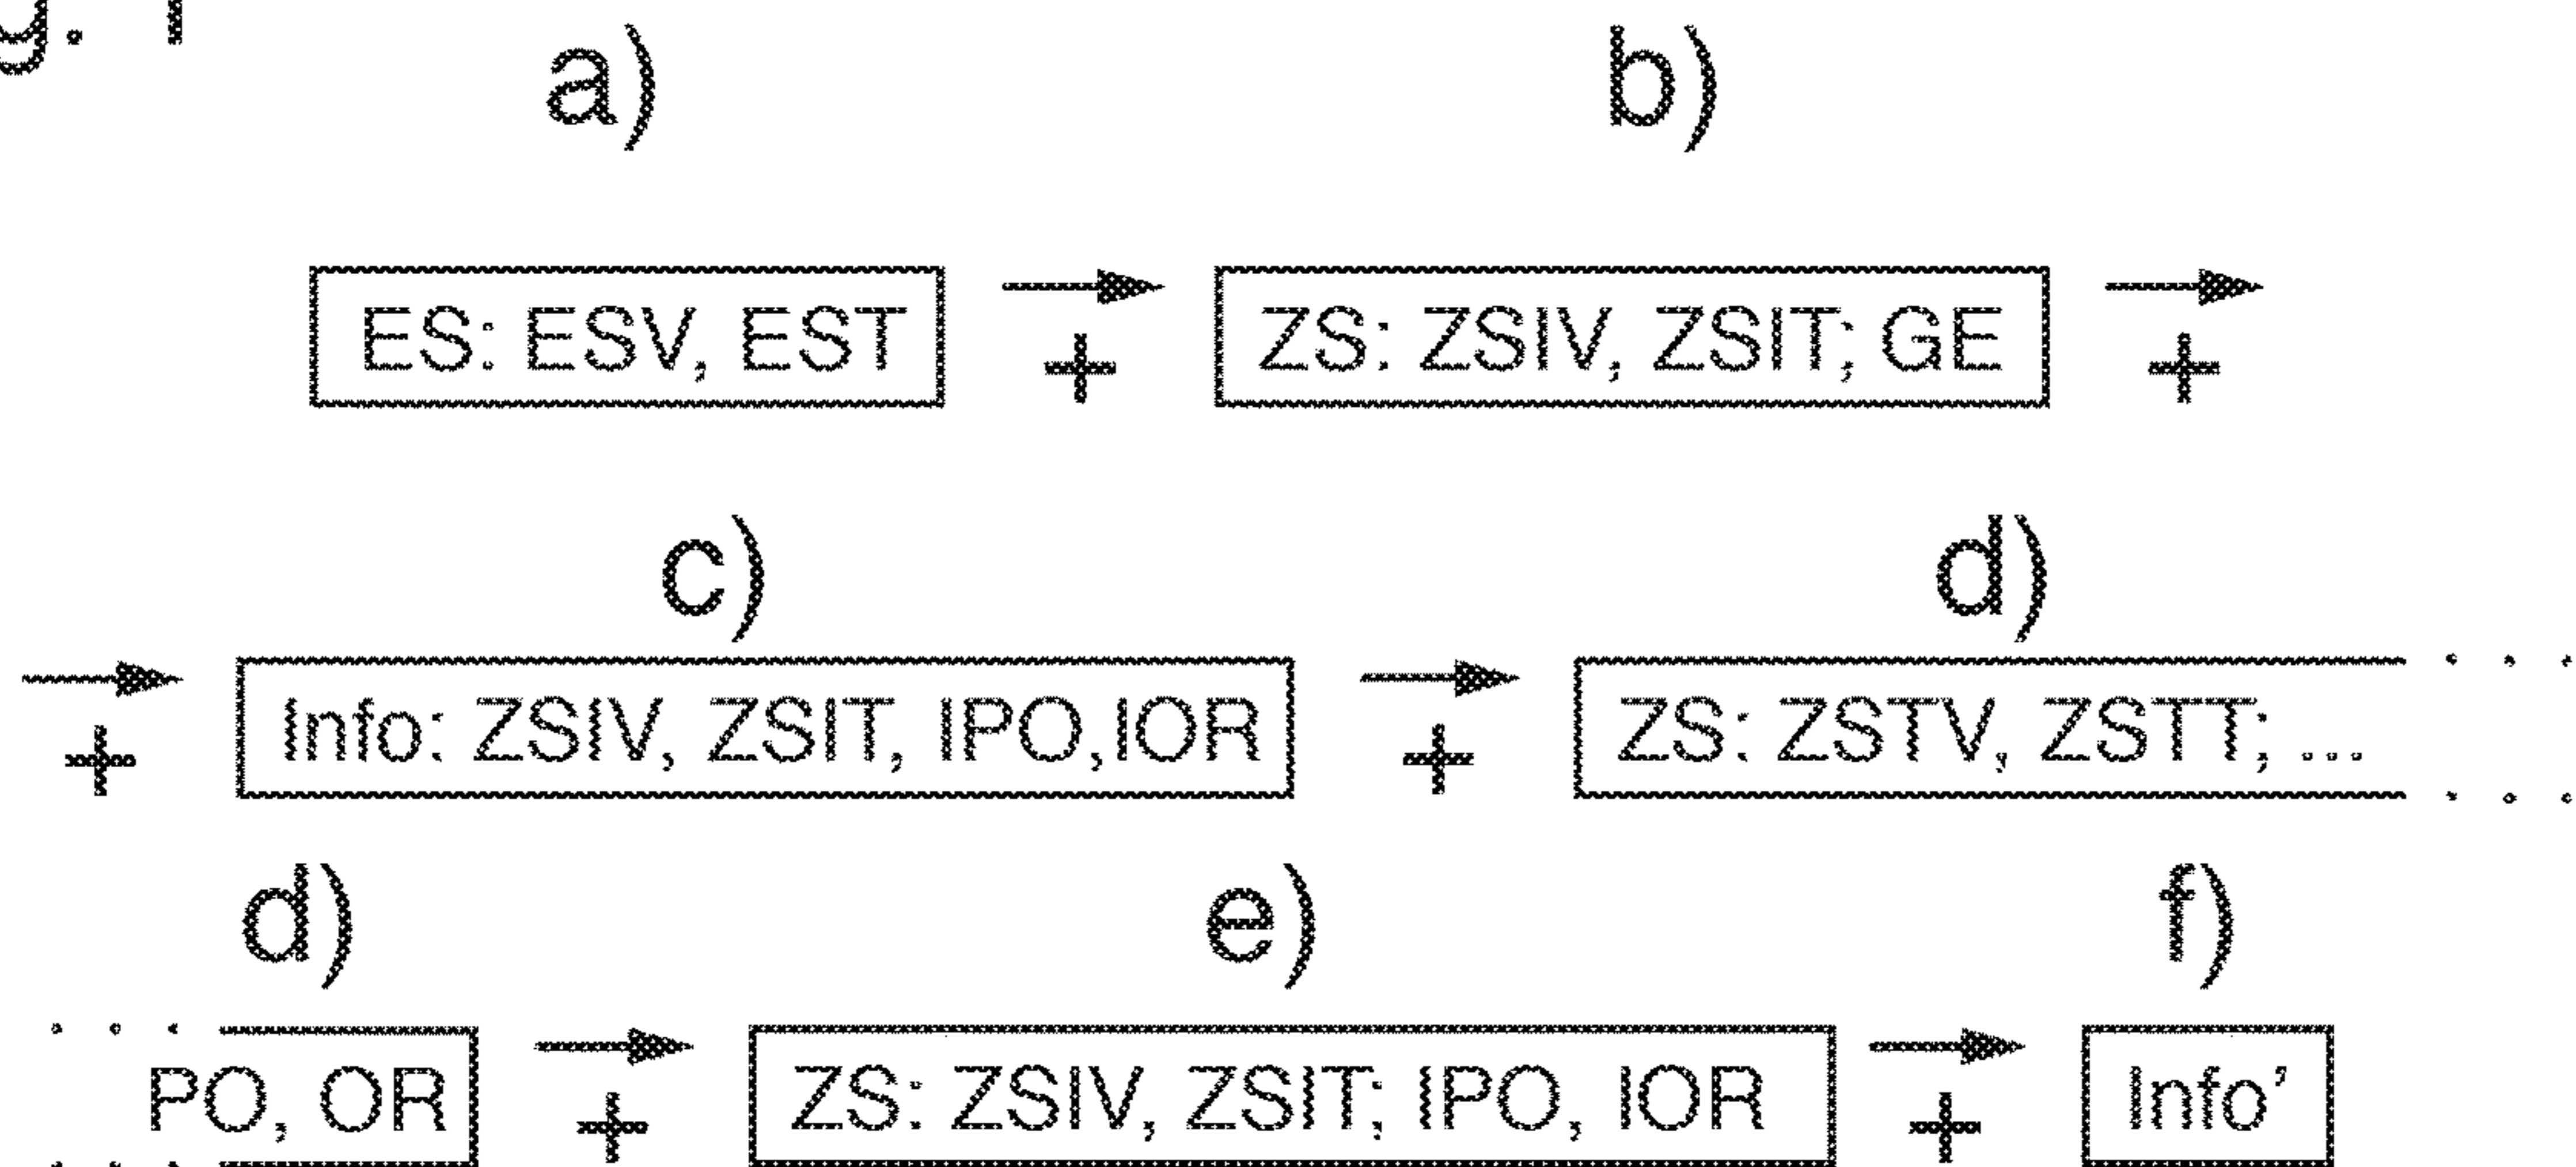 g. 1
a) b)
ES: ESV, EST → + ZS: ZSIV, ZSIT; GE → +
c) d)
→ + Info: ZSIV, ZSIT, IPO,IOR → + ZS: ZSTV, ZSTT; ...
d) e) f)
PO, OR → + ZS: ZSIV, ZSIT; IPO, IOR → + Info’